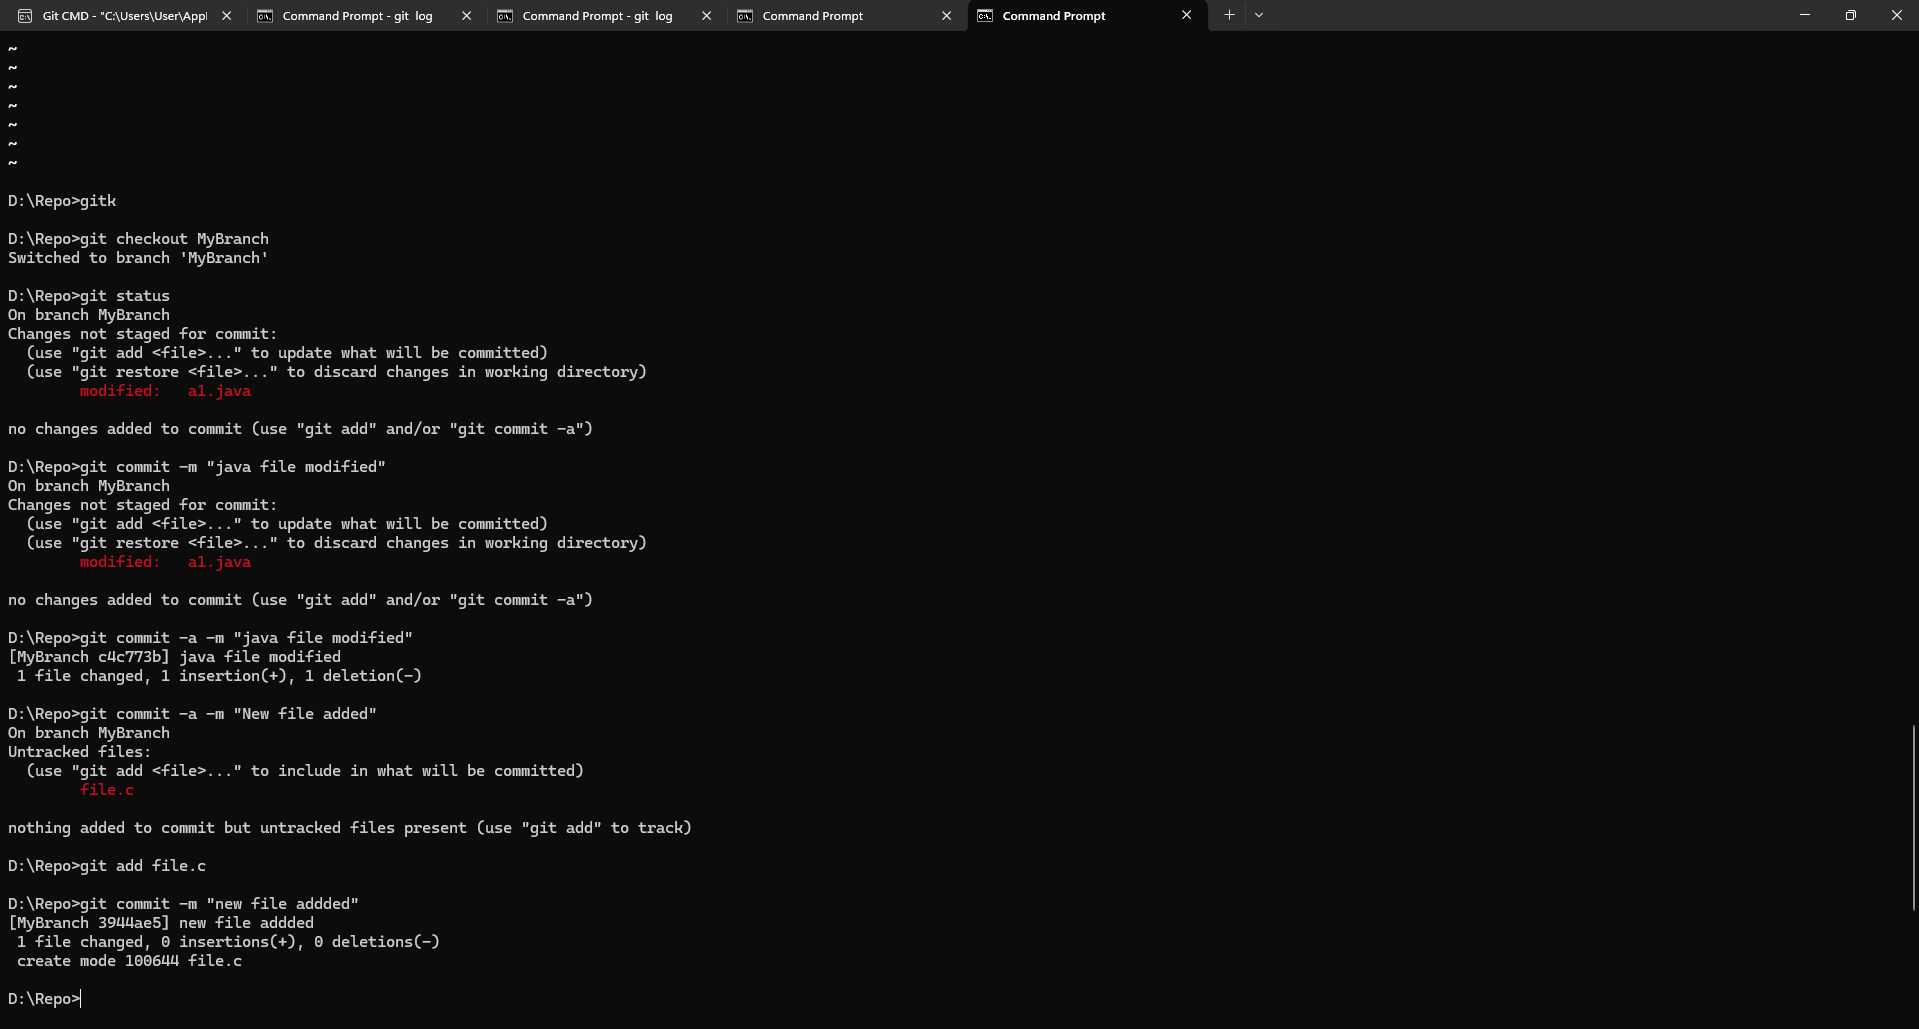 Git CMD - "C:\Users\User\Appl
Command Prompt - git log
Command Prompt - git log
Command Prompt
Command Prompt
~
~
~
~
~
~
~
D:\Repo>gitk
D:\Repo>git checkout MyBranch
Switched to branch 'MyBranch'
D:\Repo>git status
On branch MyBranch
Changes not staged for commit:
  (use "git add <file>..." to update what will be committed)
  (use "git restore <file>..." to discard changes in working directory)
        modified:   a1.java
no changes added to commit (use "git add" and/or "git commit -a")
D:\Repo>git commit -m "java file modified"
On branch MyBranch
Changes not staged for commit:
  (use "git add <file>..." to update what will be committed)
  (use "git restore <file>..." to discard changes in working directory)
        modified:   a1.java
no changes added to commit (use "git add" and/or "git commit -a")
D:\Repo>git commit -a -m "java file modified"
[MyBranch c4c773b] java file modified
 1 file changed, 1 insertion(+), 1 deletion(-)
D:\Repo>git commit -a -m "New file added"
On branch MyBranch
Untracked files:
  (use "git add <file>..." to include in what will be committed)
        file.c
nothing added to commit but untracked files present (use "git add" to track)
D:\Repo>git add file.c
D:\Repo>git commit -m "new file addded"
[MyBranch 3944ae5] new file addded
 1 file changed, 0 insertions(+), 0 deletions(-)
 create mode 100644 file.c
D:\Repo>